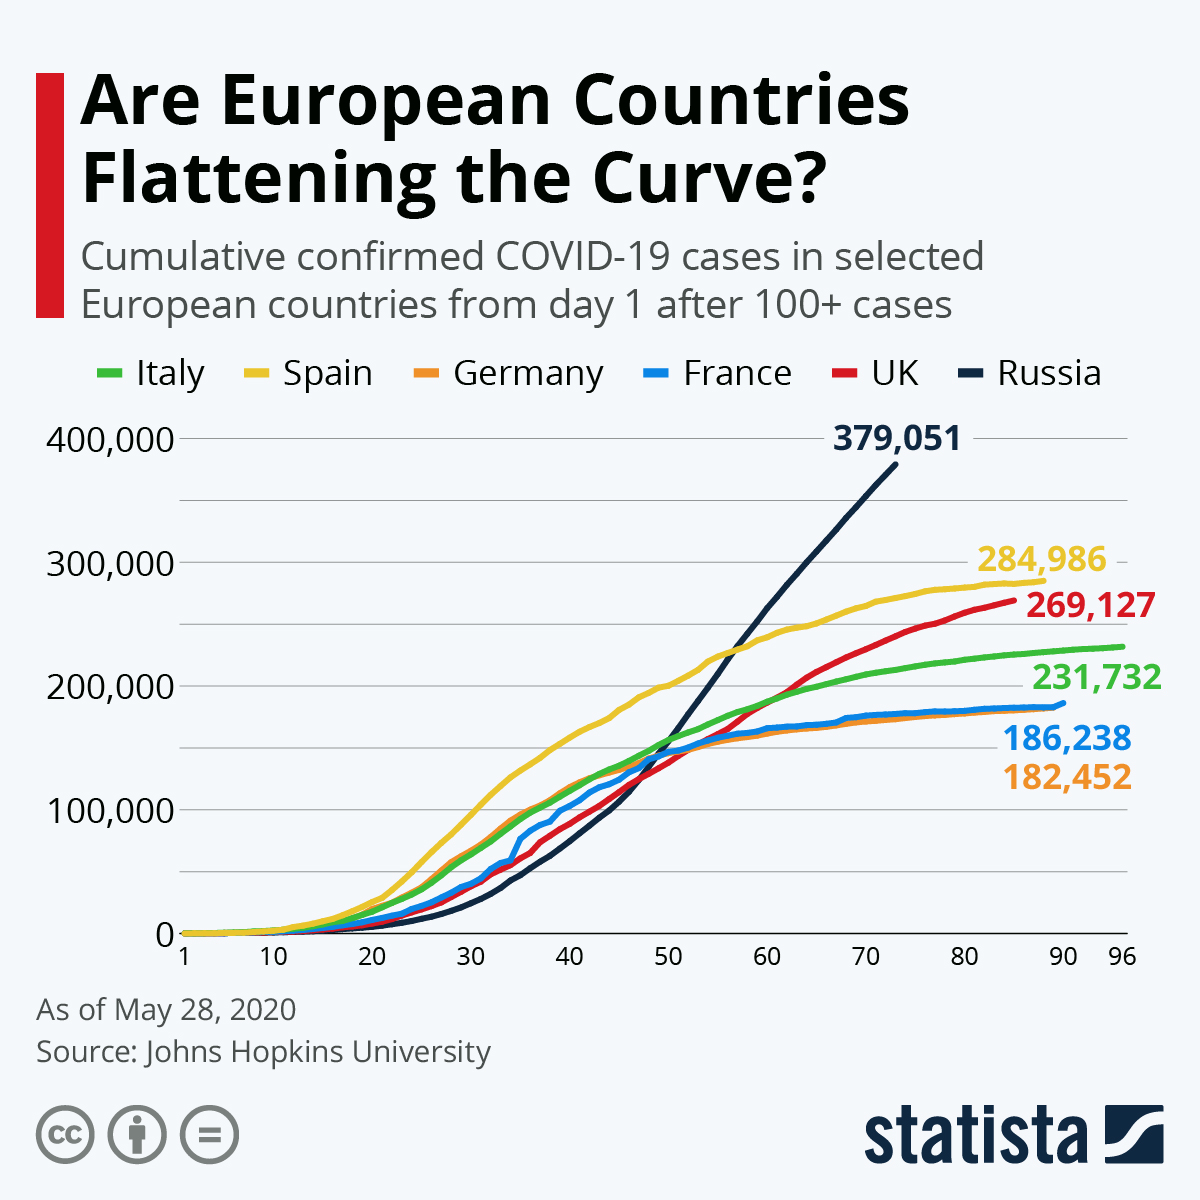 Are European Countries
Flattening the Curve?
Cumulative confirmed COVID-19 cases in selected
European countries from day 1 after 100+ cases
Italy Spain Germany France UK Russia
400,000
379,051
300,000
284,986
269,127
200,000
231,732
186,238
182,452
100,000
0
1 10 20 30 40 50 60 70 80 90 96
As of May 28, 2020
Source: Johns Hopkins University
cc
statista